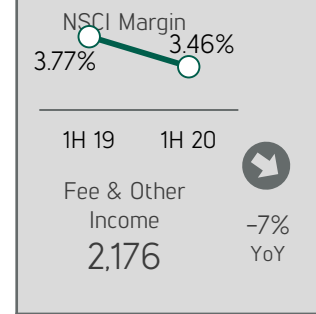 NSCI Margin
3.77%
3.46%
1H 19 1H 20
Fee & Other
Income
2,176
-7%
YoY